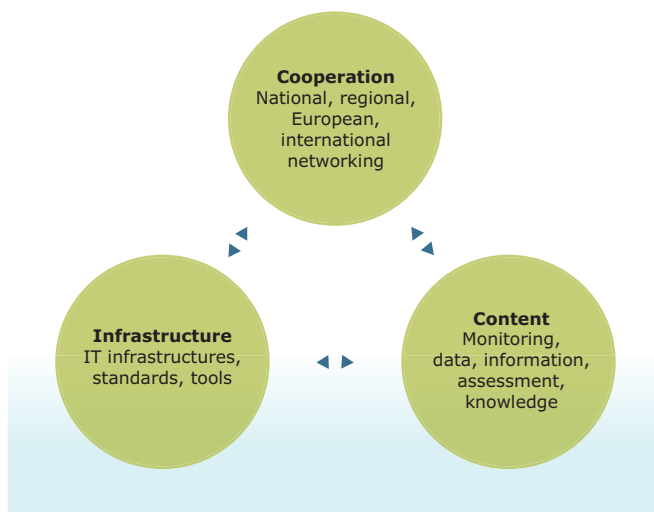 Cooperation
National, regional,
European,
international
networking
Infrastructure
IT infrastructures,
standards, tools
Content
Monitoring,
data, information,
assessment,
knowledge